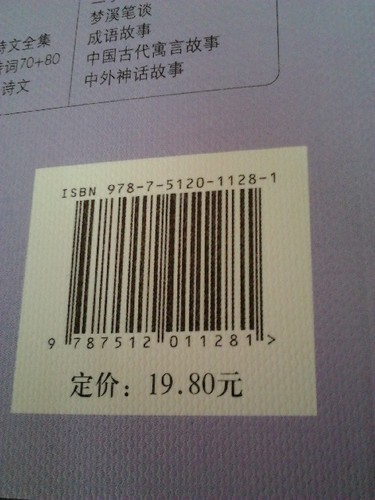 梦溪笔谈
诗文全集
成语故事
诗词70+80
中国古代寓言故事
诗文
中外神话故事
ISBN 978-7-5120-1128-1
9 787512 011281 >
定价：19.80元